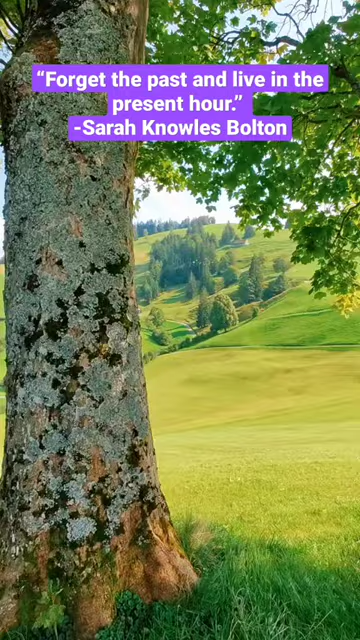 “Forget the past and live in the
present hour.”
-Sarah Knowles Bolton